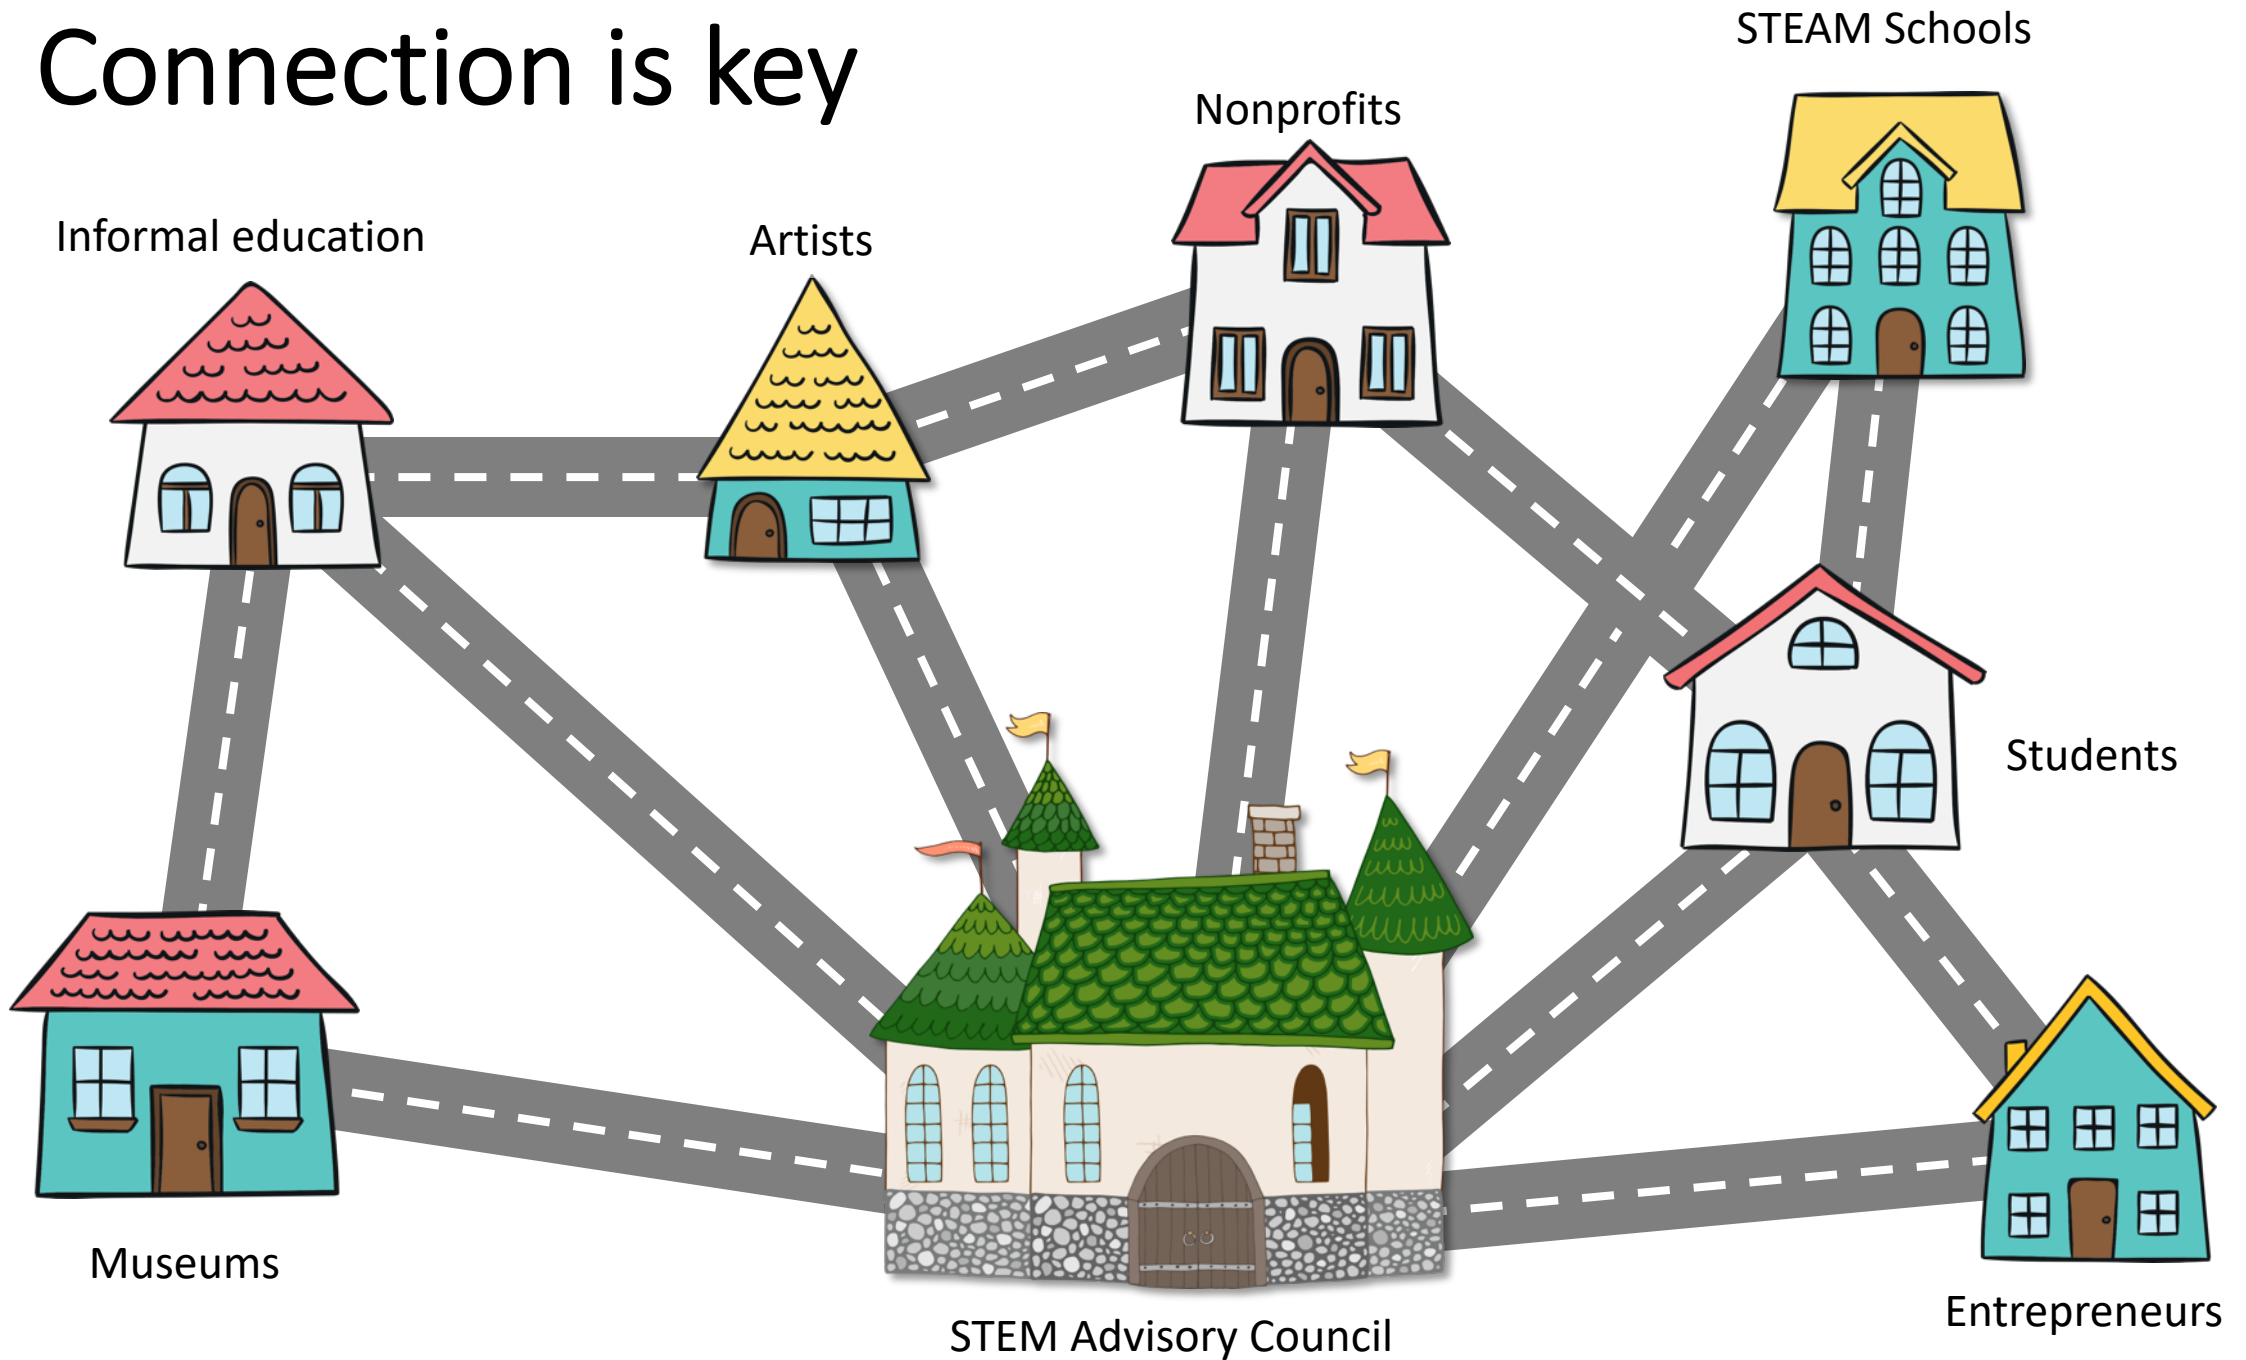 Connection is key
STEAM Schools
Nonprofits
Informal education
Artists
Students
Museums
Entrepreneurs
STEM Advisory Council